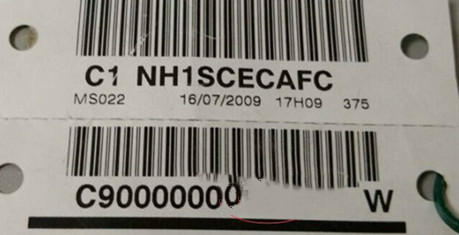 C1 NH1SCECAFC
MS022 16/07/2009 17H09 375
C90000000 W